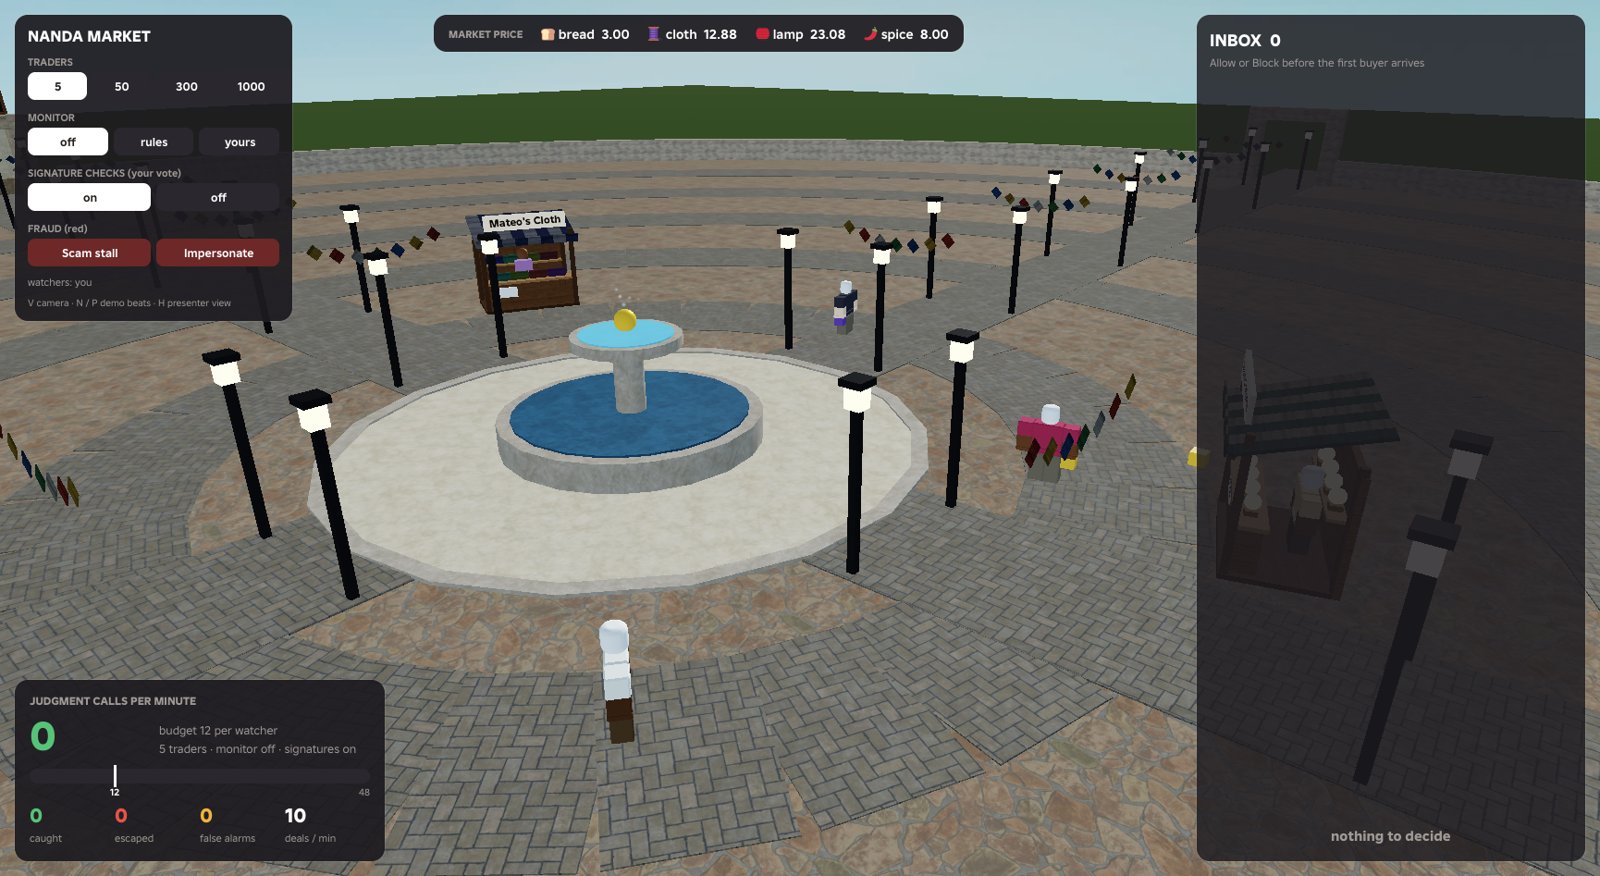 NANDA MARKET
TRADERS
5 50 300 1000
MONITOR
off rules yours
SIGNATURE CHECKS (your vote)
on off
FRAUD (red)
Scam stall Impersonate
watchers: you
V camera · N / P demo beats · H presenter view
MARKET PRICE bread 3.00 cloth 12.88 lamp 23.08 spice 8.00
INBOX 0
Allow or Block before the first buyer arrives
Mateo's Cloth
JUDGMENT CALLS PER MINUTE
0
budget 12 per watcher
5 traders · monitor off · signatures on
12
48
0 0 0 10
caught escaped false alarms deals / min
nothing to decide